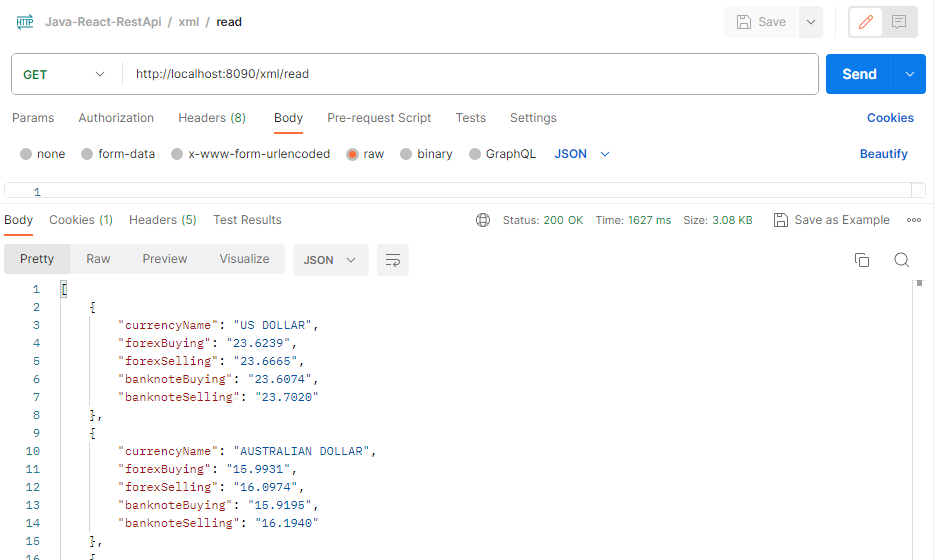 HTTP Java-React-RestApi / xml / read Save
GET http://localhost:8090/xml/read Send
Params Authorization Headers (8) Body Pre-request Script Tests Settings Cookies
none form-data x-www-form-urlencoded raw binary GraphQL JSON Beautify
1
Body Cookies (1) Headers (5) Test Results Status: 200 OK Time: 1627 ms Size: 3.08 KB Save as Example
Pretty Raw Preview Visualize JSON
1 [
2 {
3 "currencyName": "US DOLLAR",
4 "forexBuying": "23.6239",
5 "forexSelling": "23.6665",
6 "banknoteBuying": "23.6074",
7 "banknoteSelling": "23.7020"
8 },
9 {
10 "currencyName": "AUSTRALIAN DOLLAR",
11 "forexBuying": "15.9931",
12 "forexSelling": "16.0974",
13 "banknoteBuying": "15.9195",
14 "banknoteSelling": "16.1940"
15 },
16 {